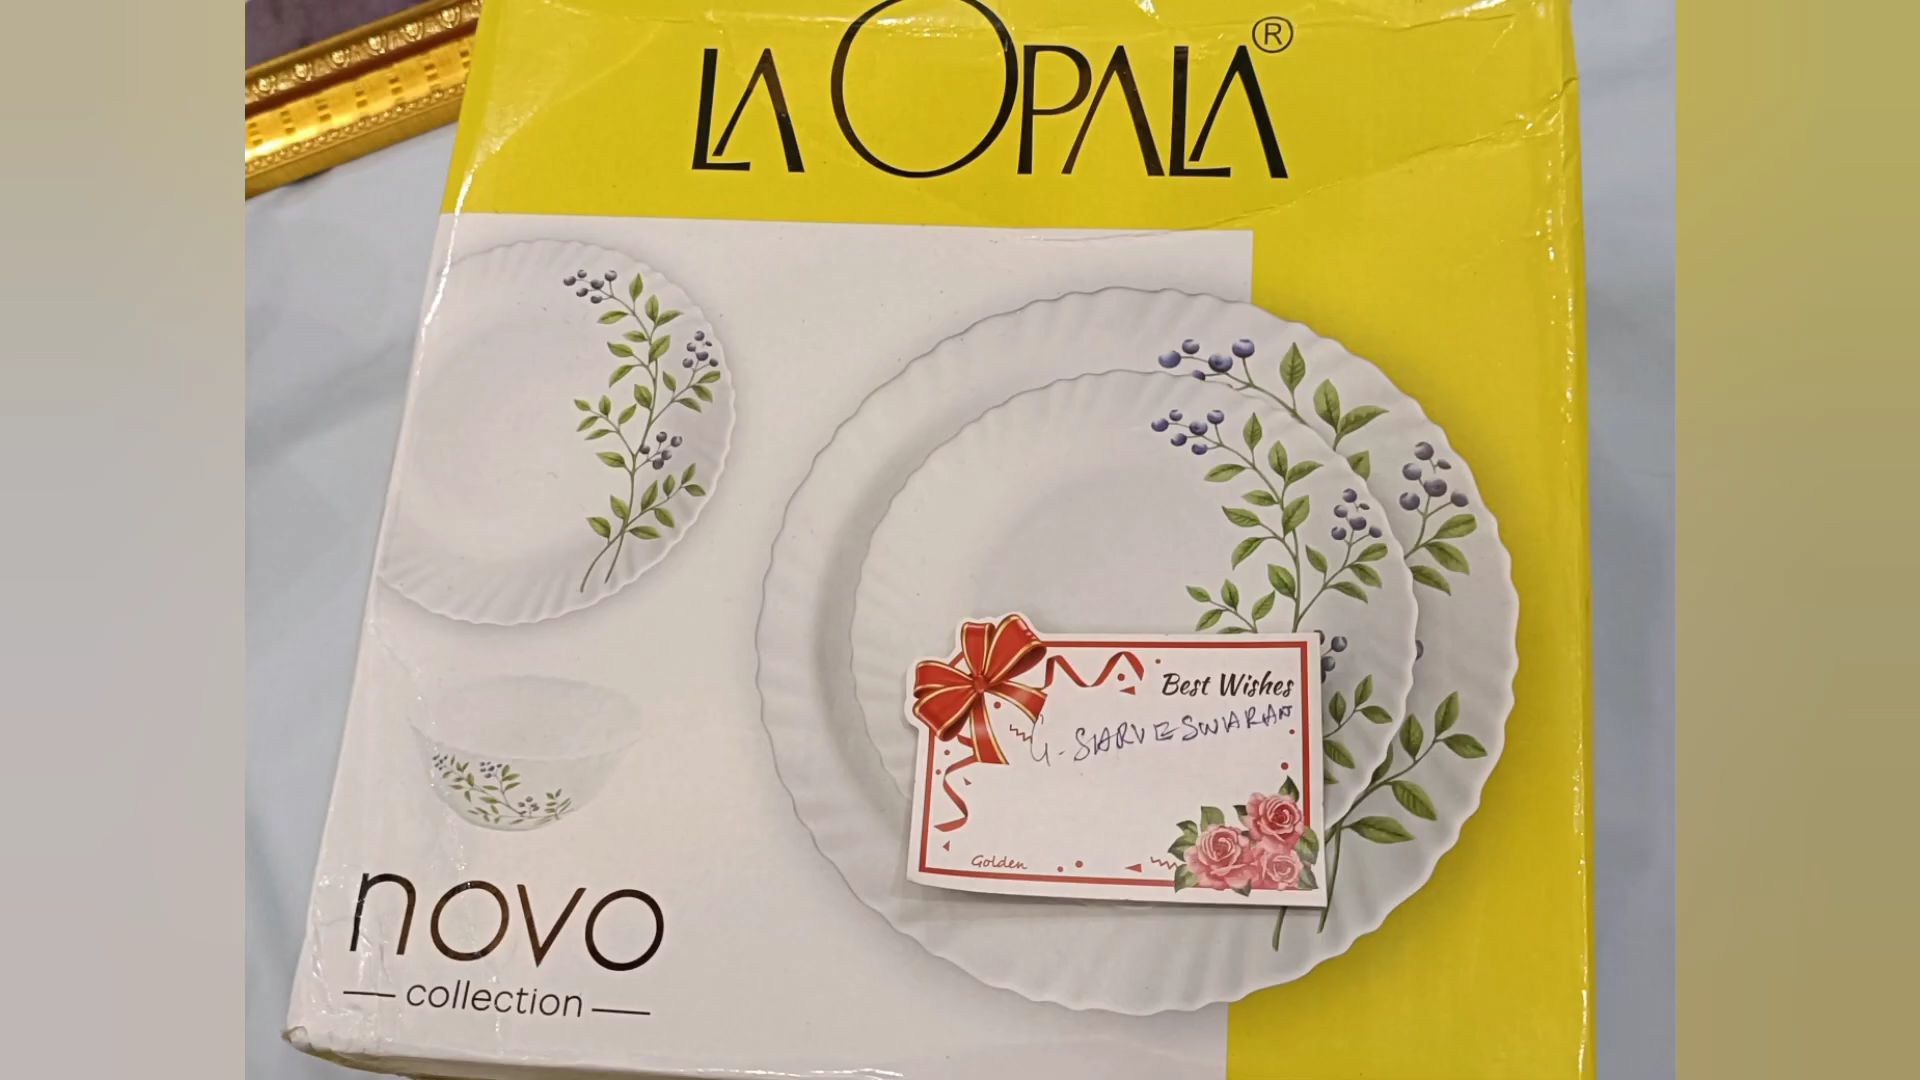 LA OPALA®
Best Wishes
G. SARVESWARAN
Golden
novo
collection